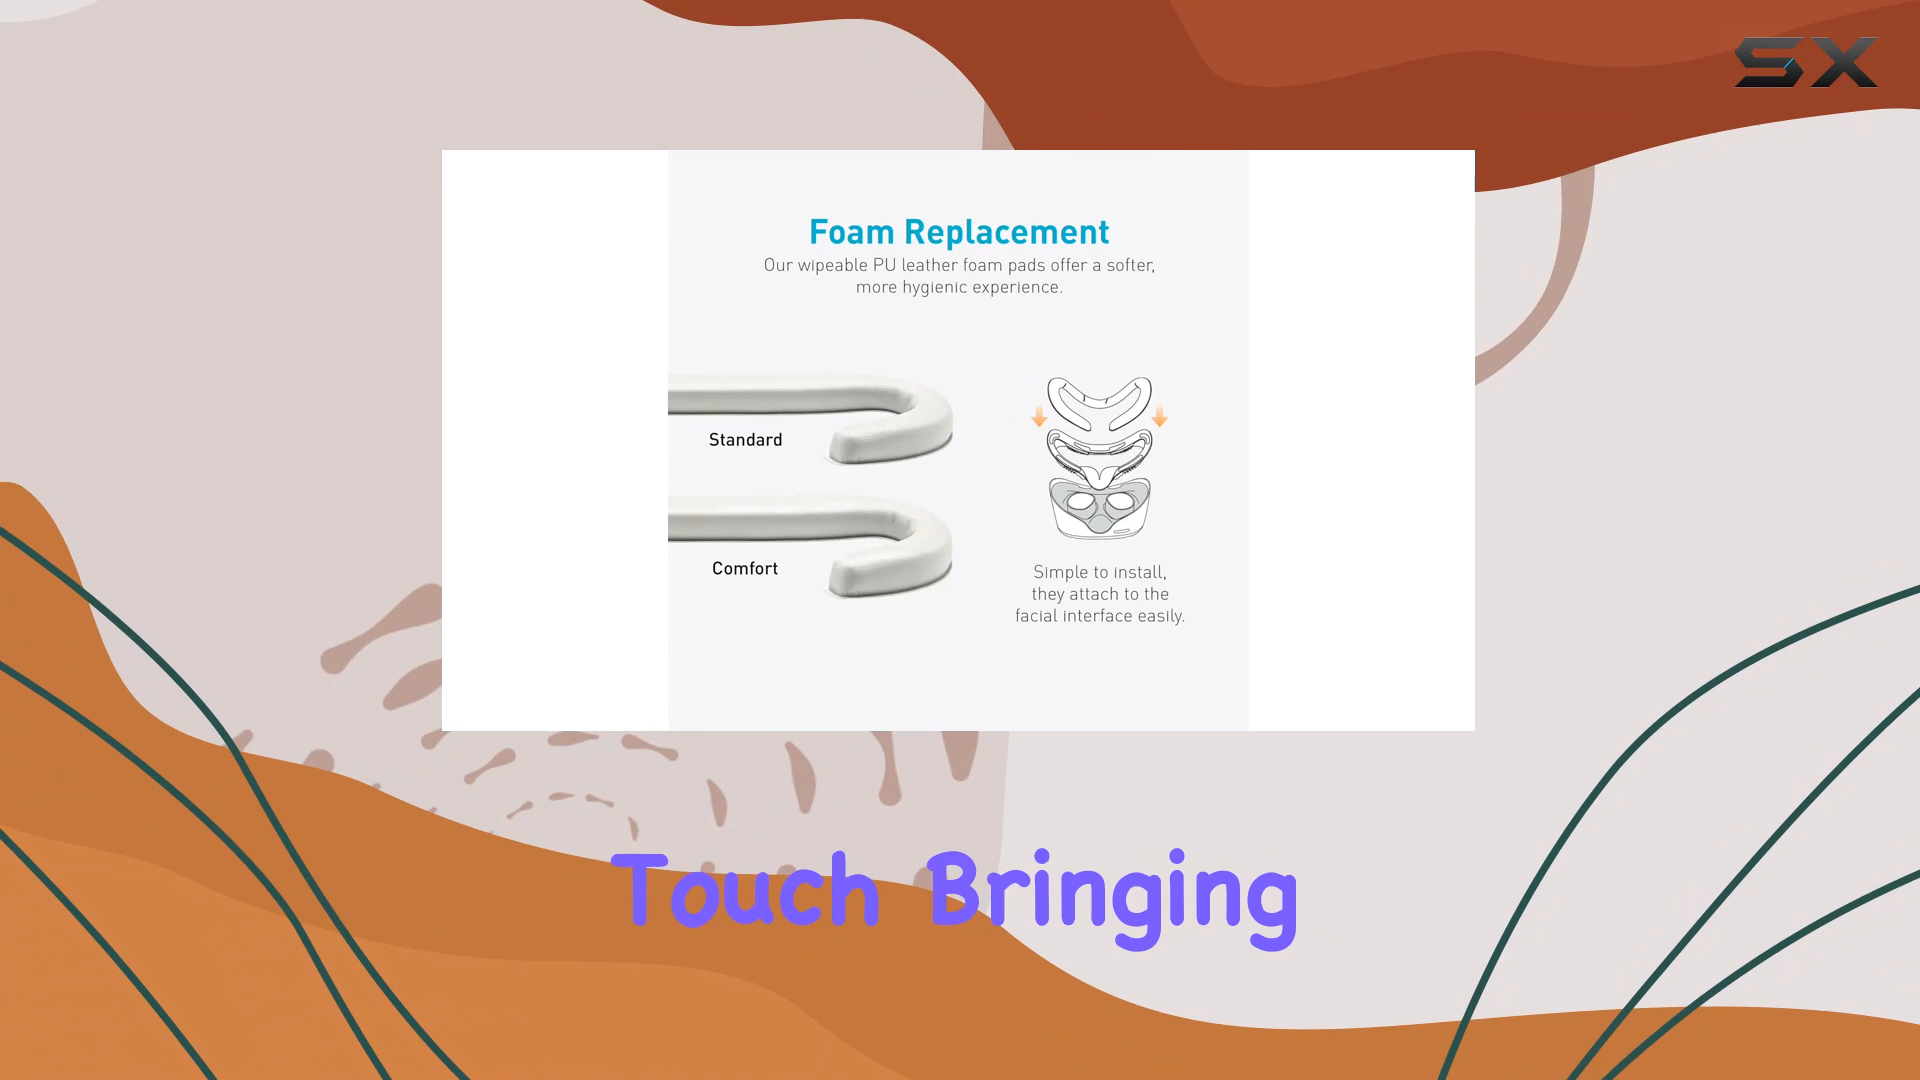 SX
Foam Replacement
Our wipeable PU leather foam pads offer a softer,
more hygienic experience.
Standard
Comfort
Simple to install,
they attach to the
facial interface easily.
Touch Bringing